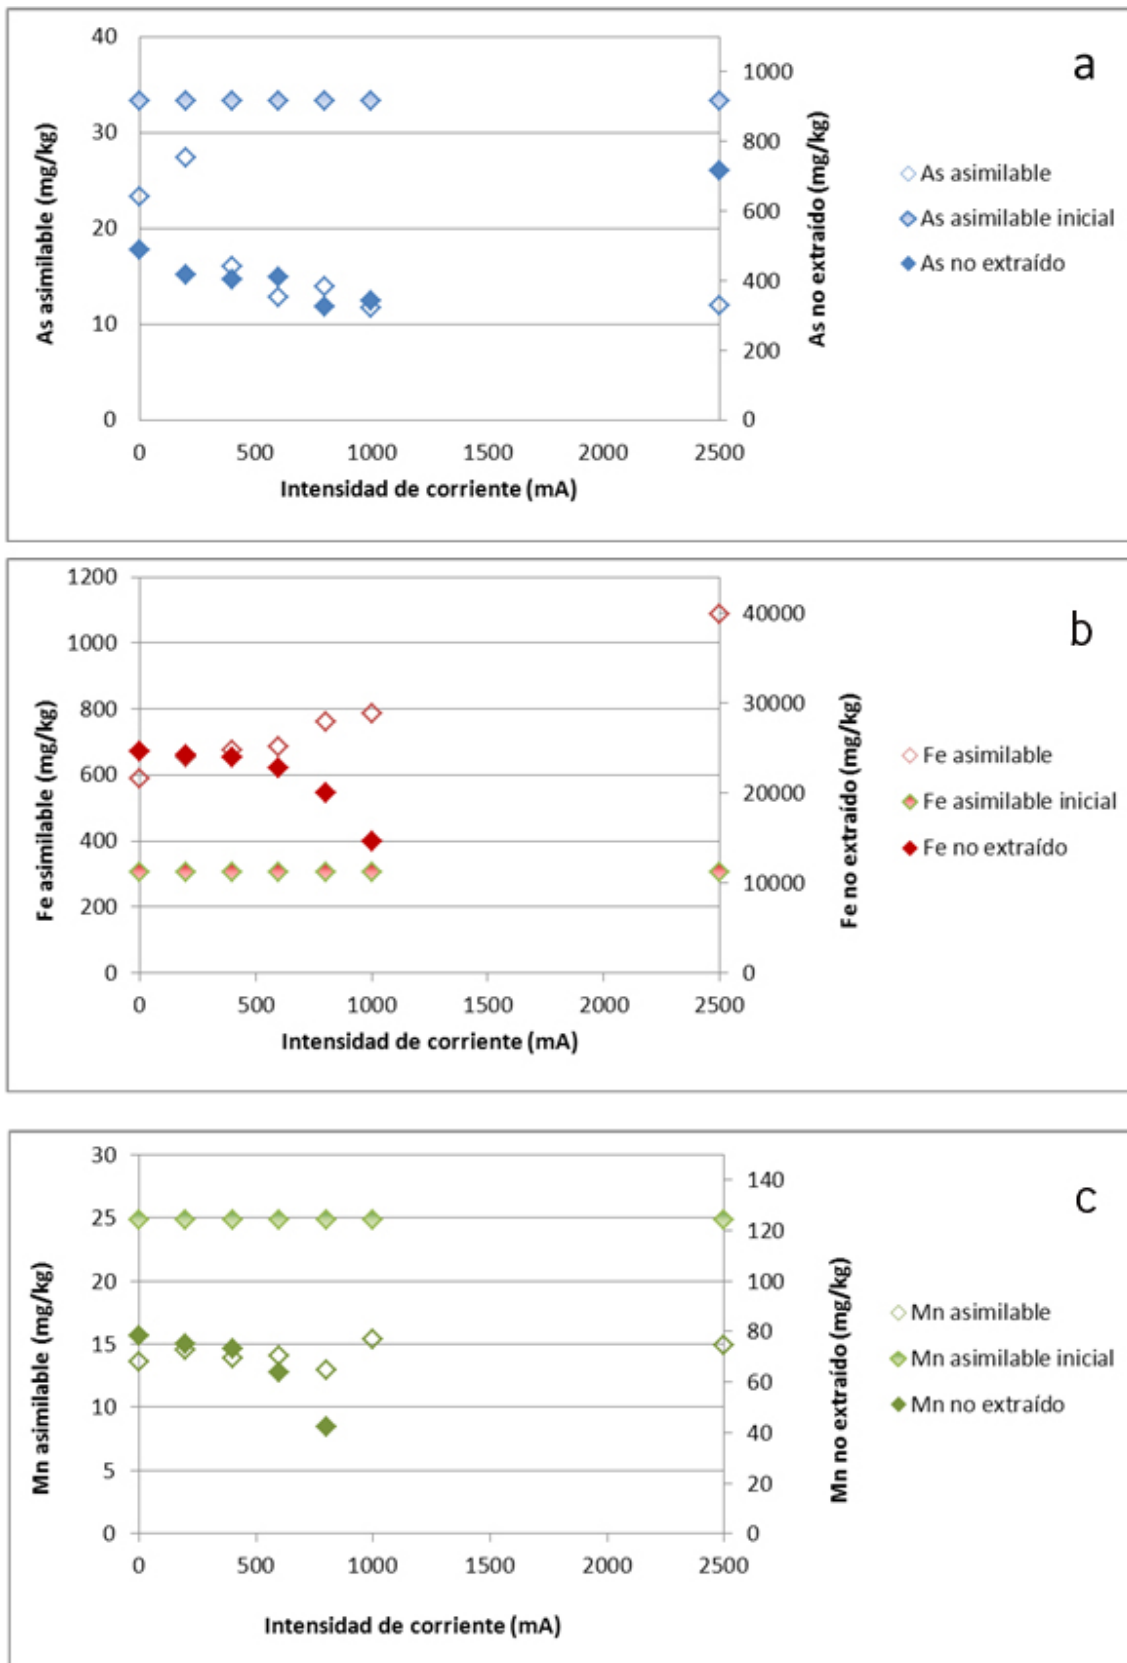 a
40
30
20
10
0
As asimilable (mg/kg)
1000
800
600
400
200
0
As no extraído (mg/kg)
0 500 1000 1500 2000 2500
Intensidad de corriente (mA)
As asimilable
As asimilable inicial
As no extraído
b
1200
1000
800
600
400
200
0
Fe asimilable (mg/kg)
40000
30000
20000
10000
0
Fe no extraído (mg/kg)
0 500 1000 1500 2000 2500
Intensidad de corriente (mA)
Fe asimilable
Fe asimilable inicial
Fe no extraído
c
30
25
20
15
10
5
0
Mn asimilable (mg/kg)
140
120
100
80
60
40
20
0
Mn no extraído (mg/kg)
0 500 1000 1500 2000 2500
Intensidad de corriente (mA)
Mn asimilable
Mn asimilable inicial
Mn no extraído